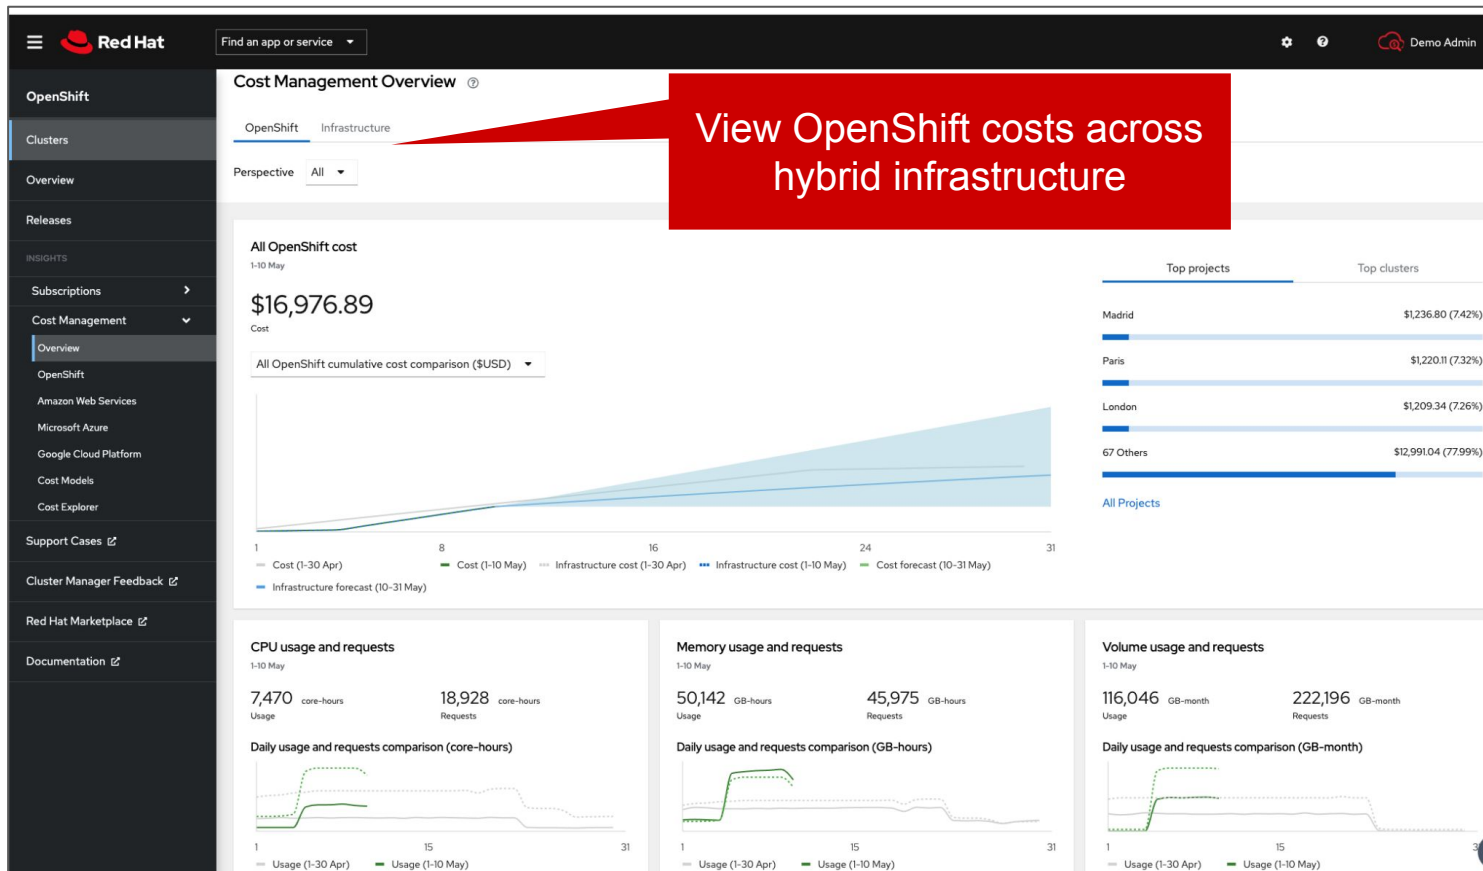 Red Hat
Find an app or service
Demo Admin
OpenShift
Clusters
Overview
Releases
INSIGHTS
Subscriptions
Cost Management
Overview
OpenShift
Amazon Web Services
Microsoft Azure
Google Cloud Platform
Cost Models
Cost Explorer
Support Cases
Cluster Manager Feedback
Red Hat Marketplace
Documentation
Cost Management Overview
OpenShift Infrastructure
Perspective All
View OpenShift costs across
hybrid infrastructure
All OpenShift cost
1-10 May
$16,976.89
Cost
All OpenShift cumulative cost comparison ($USD)
1 8 16 24 31
Cost (1-30 Apr) Cost (1-10 May) Infrastructure cost (1-30 Apr) Infrastructure cost (1-10 May) Cost forecast (10-31 May)
Infrastructure forecast (10-31 May)
Top projects Top clusters
Madrid $1,236.80 (7.42%)
Paris $1,220.11 (7.32%)
London $1,209.34 (7.26%)
67 Others $12,991.04 (77.99%)
All Projects
CPU usage and requests
1-10 May
7,470 core-hours 18,928 core-hours
Usage Requests
Daily usage and requests comparison (core-hours)
1 15 31
Usage (1-30 Apr) Usage (1-10 May)
Memory usage and requests
1-10 May
50,142 GB-hours 45,975 GB-hours
Usage Requests
Daily usage and requests comparison (GB-hours)
1 15 31
Usage (1-30 Apr) Usage (1-10 May)
Volume usage and requests
1-10 May
116,046 GB-month 222,196 GB-month
Usage Requests
Daily usage and requests comparison (GB-month)
1 15
Usage (1-30 Apr) Usage (1-10 May)